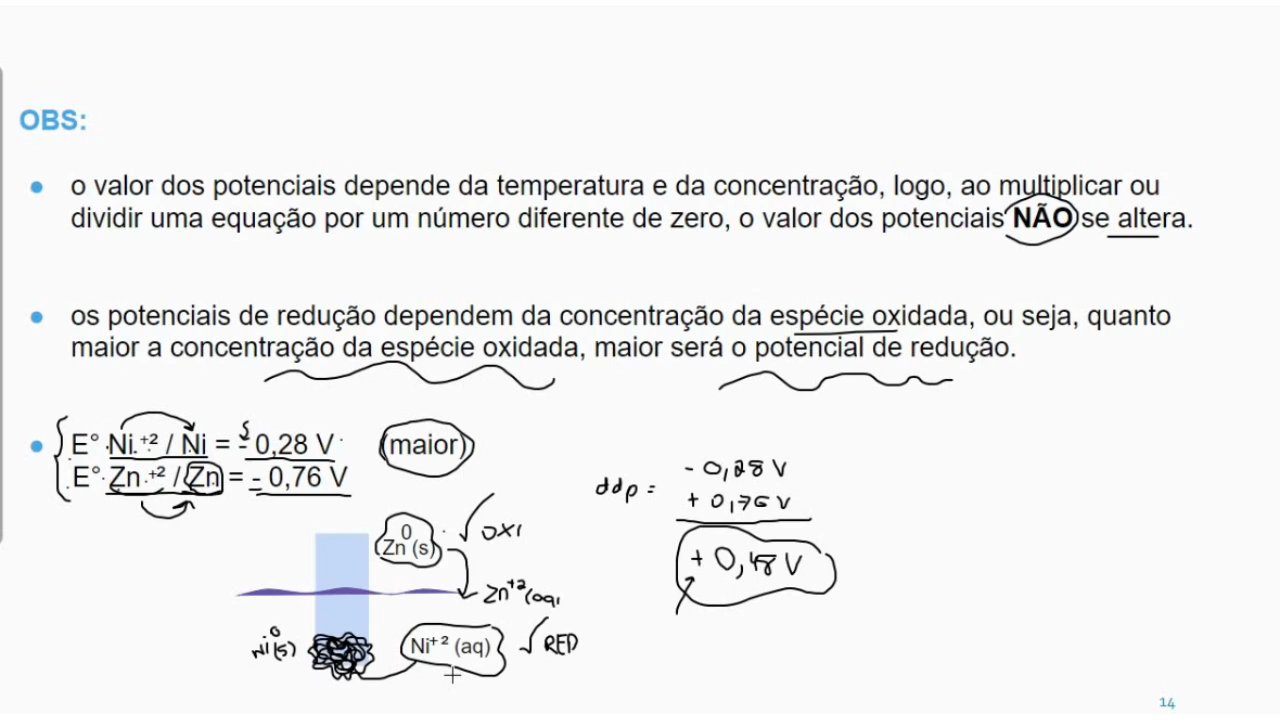 OBS:
• o valor dos potenciais depende da temperatura e da concentração, logo, ao multiplicar ou
dividir uma equação por um número diferente de zero, o valor dos potenciais NÃO se altera.
• os potenciais de redução dependem da concentração da espécie oxidada, ou seja, quanto
maior a concentração da espécie oxidada, maior será o potencial de redução.
• E° Ni ⁺² / Ni = - 0,28 V (maior)
E° Zn ⁺² / Zn = - 0,76 V
ddp =
- 0,28 V
+ 0,76 V
+ 0,48 V
0
Zn (s) OXI
Zn⁺² (aq)
Ni⁰(s)
Ni⁺² (aq) RED
14